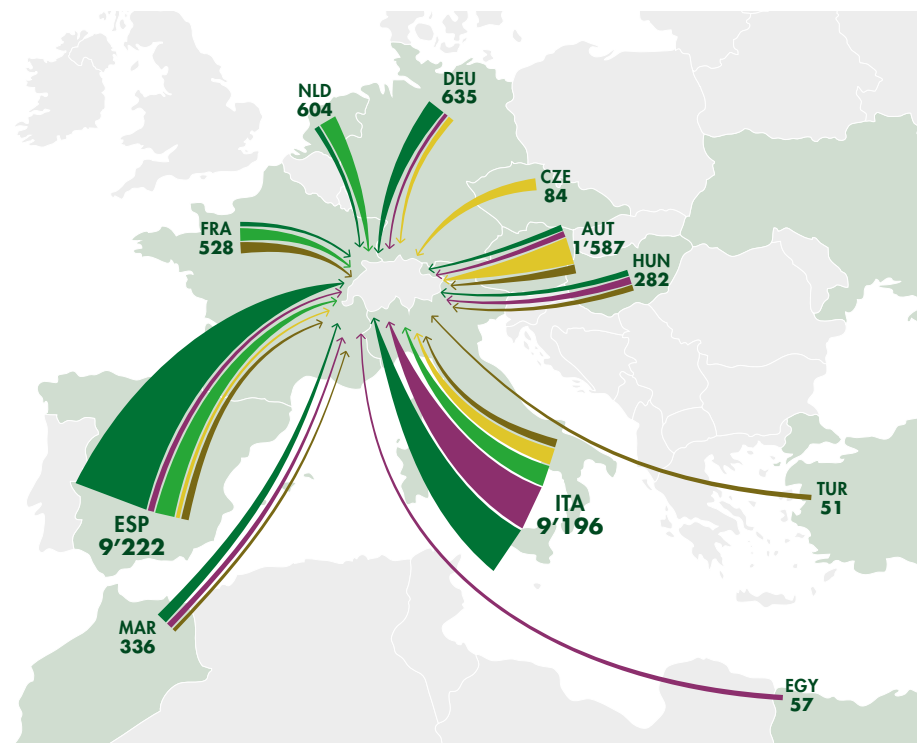 DEU
635
NLD
604
CZE
84
FRA
528
AUT
1’587
HUN
282
TUR
51
ITA
9’196
ESP
9’222
MAR
336
EGY
57